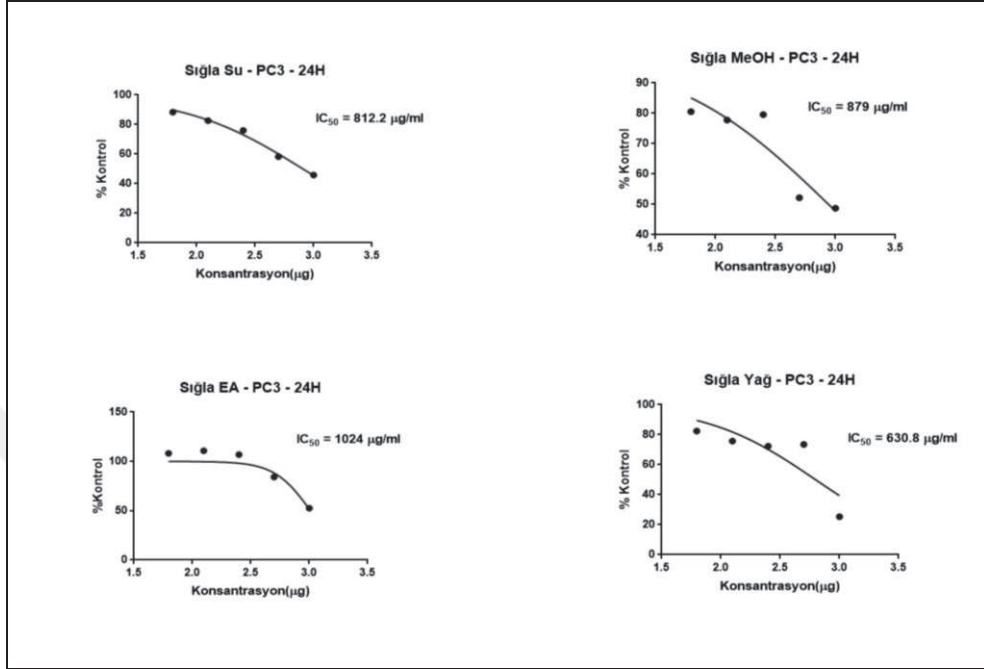 Sığla Su - PC3 - 24H
IC50 = 812.2 µg/ml
% Kontrol
100
80
60
40
20
0
1.5 2.0 2.5 3.0 3.5
Konsantrasyon(µg)
Sığla MeOH - PC3 - 24H
IC50 = 879 µg/ml
% Kontrol
90
80
70
60
50
40
1.5 2.0 2.5 3.0 3.5
Konsantrasyon(µg)
Sığla EA - PC3 - 24H
IC50 = 1024 µg/ml
%Kontrol
150
100
50
0
1.5 2.0 2.5 3.0 3.5
Konsantrasyon(µg)
Sığla Yağ - PC3 - 24H
IC50 = 630.8 µg/ml
% Kontrol
100
80
60
40
20
0
1.5 2.0 2.5 3.0 3.5
Konsantrasyon(µg)